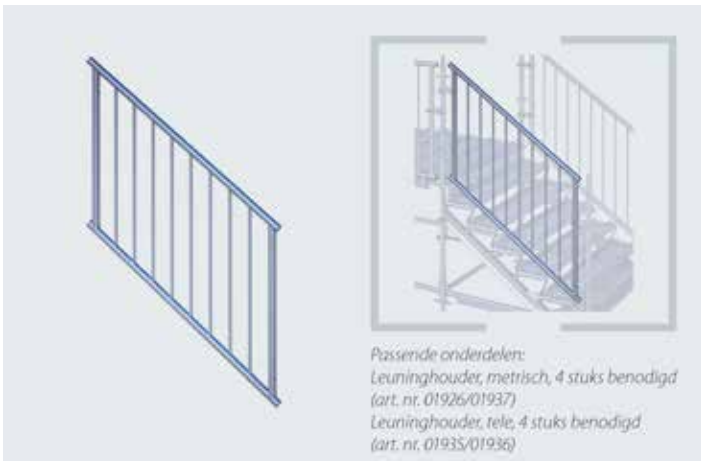 Passende onderdelen:
Leuninghouder, metrisch, 4 stuks benodigd
(art. nr. 01926/01937)
Leuninghouder, tele, 4 stuks benodigd
(art. nr. 01935/01936)